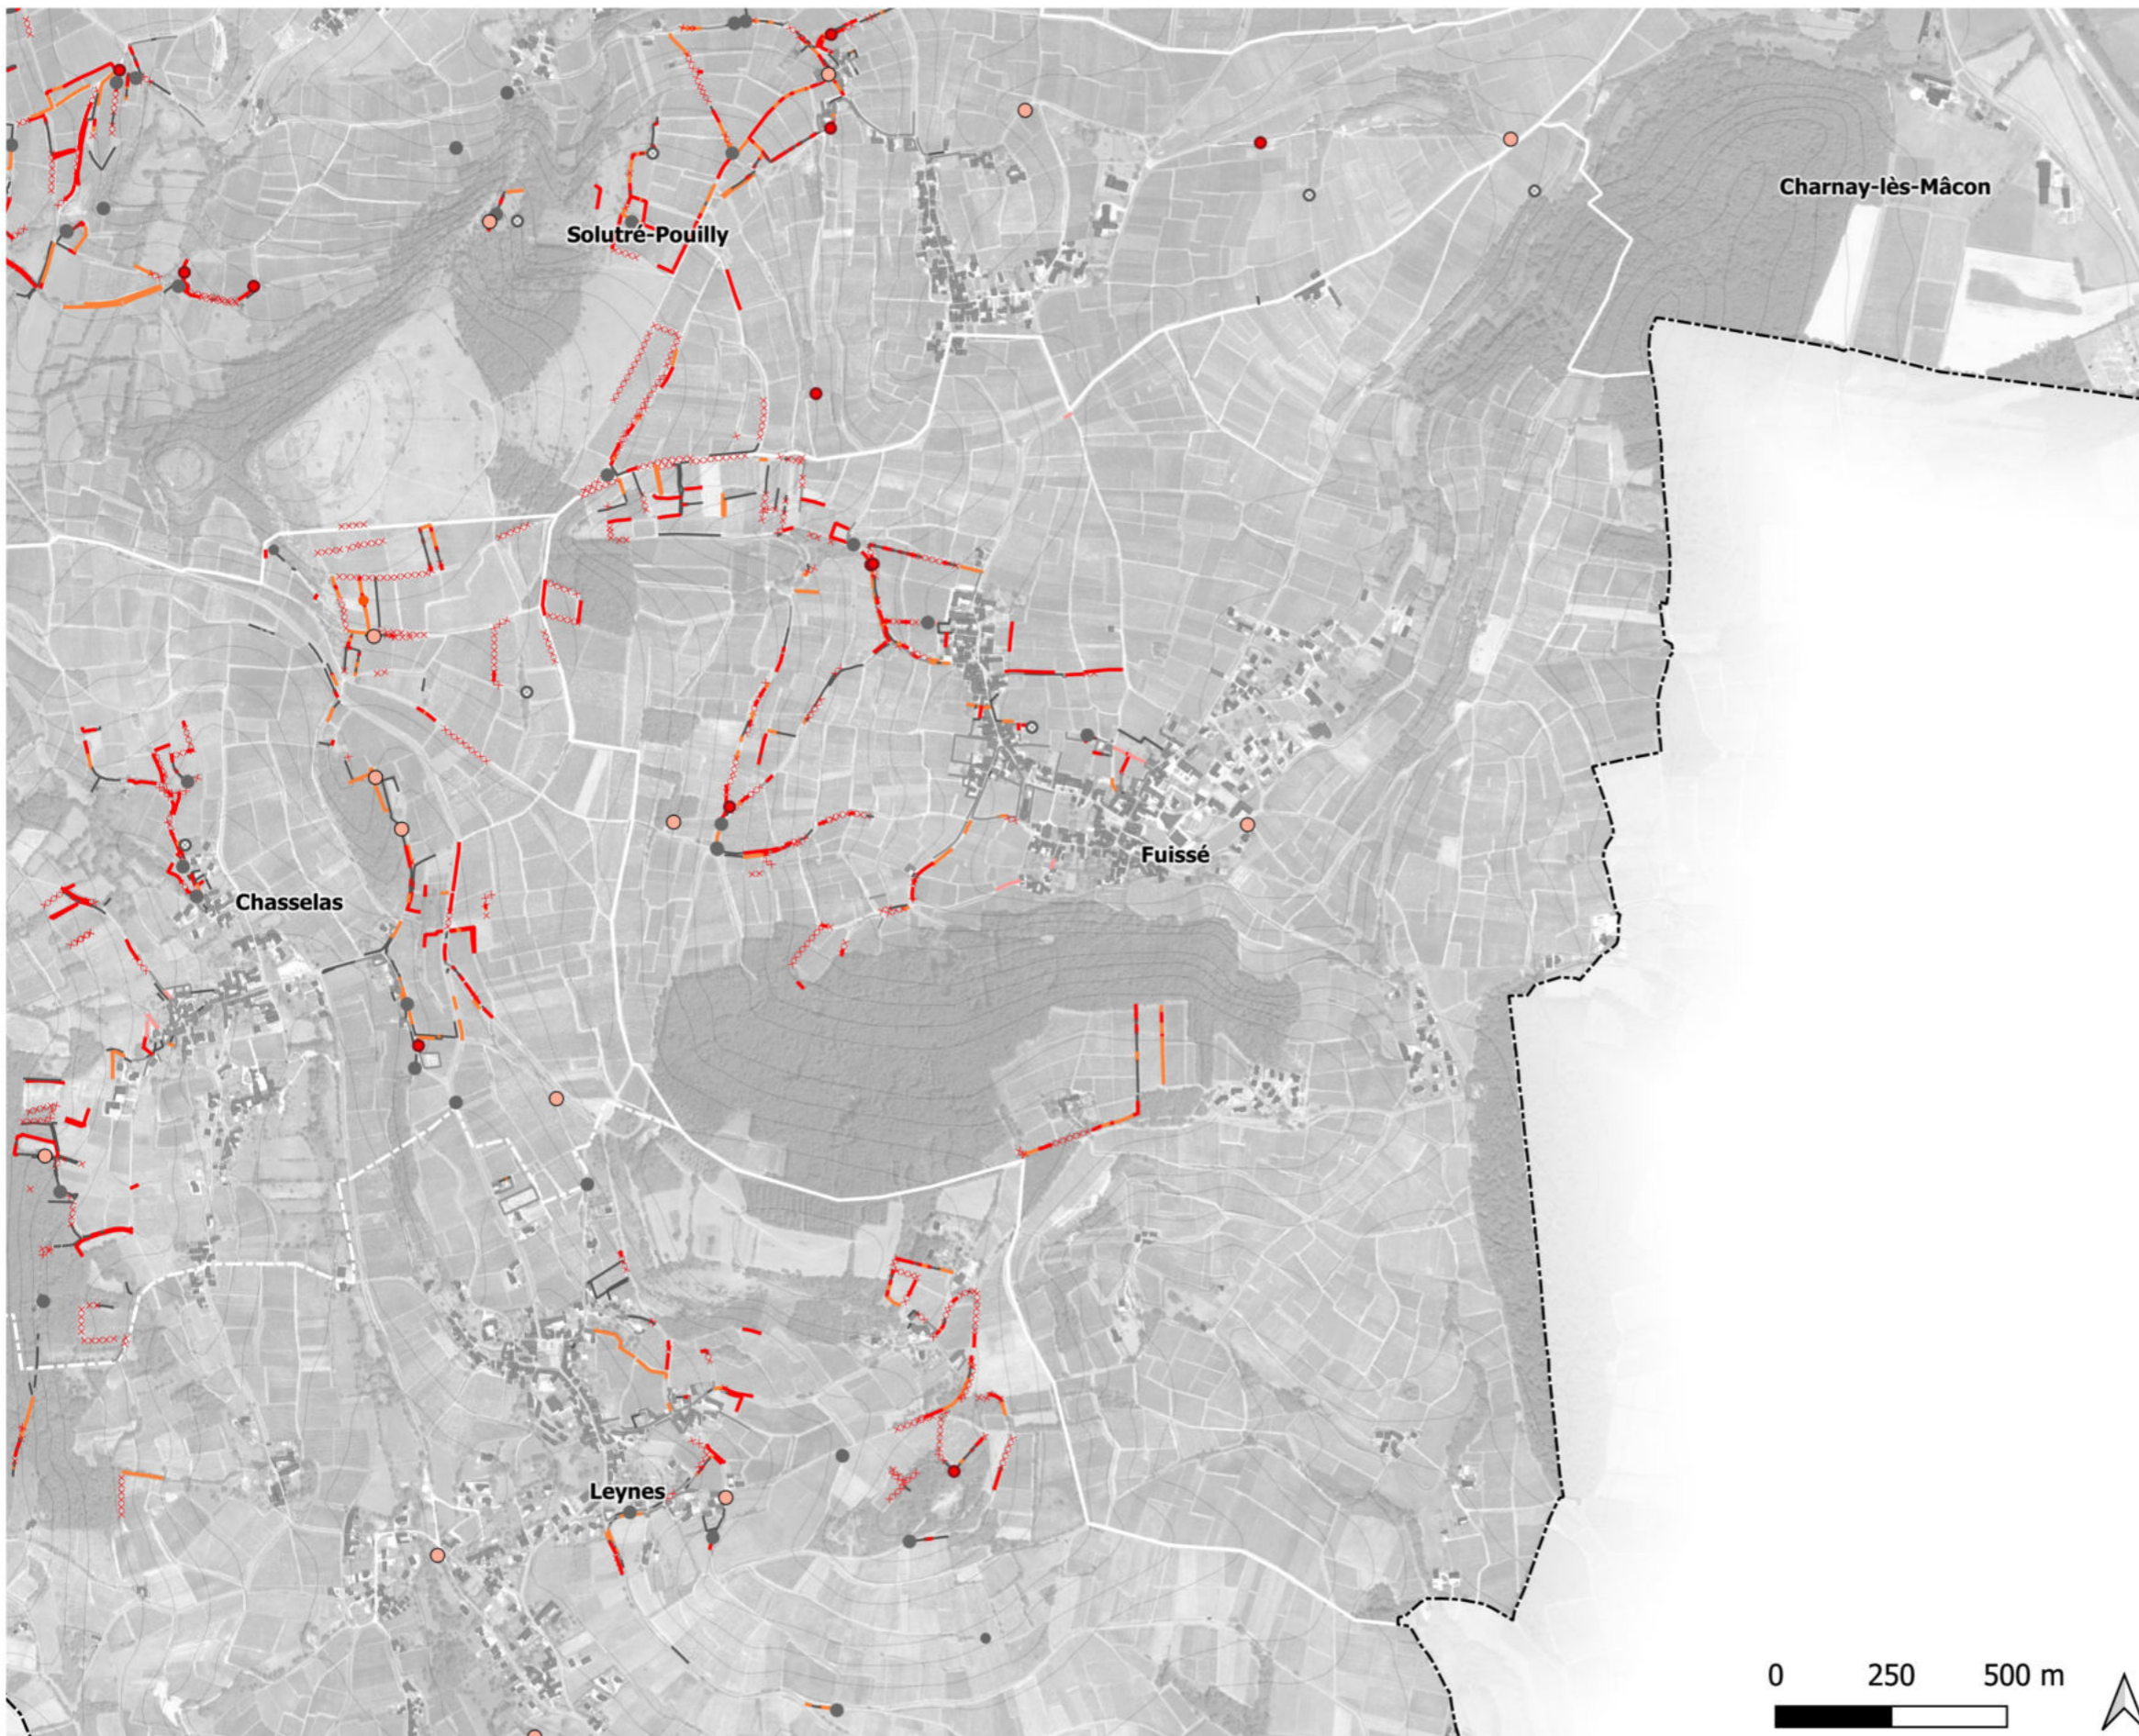 Charnay-lès-Mâcon
Solutré-Pouilly
Fuissé
Chasselas
Leynes
0 250 500 m